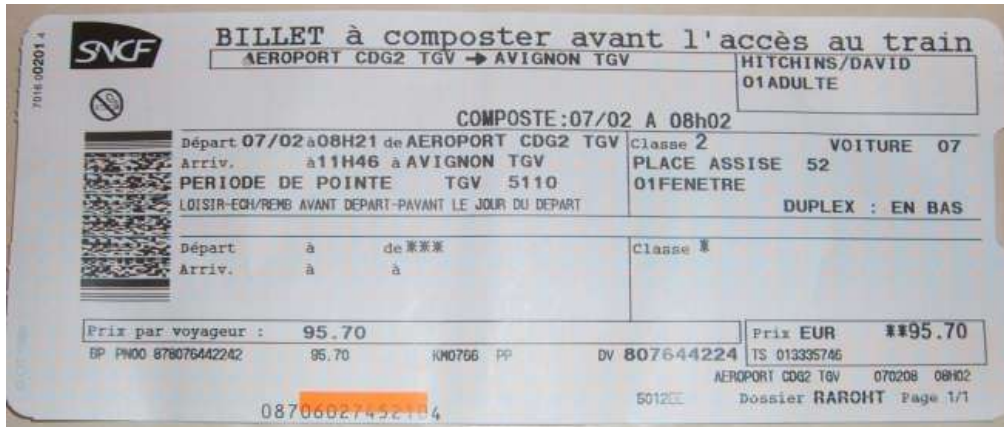 7016 002014
SNCF
BILLET à composter avant l'accès au train
AEROPORT CDG2 TGV → AVIGNON TGV
HITCHINS/DAVID
01ADULTE
COMPOSTE:07/02 A 08h02
Départ 07/02 à 08H21 de AEROPORT CDG2 TGV Classe 2 VOITURE 07
Arriv. à 11H46 à AVIGNON TGV PLACE ASSISE 52
PERIODE DE POINTE TGV 5110 01FENETRE
LOISIR-ECH/REMB AVANT DEPART-PAYANT LE JOUR DU DEPART
DUPLEX : EN BAS
Départ à de *** Classe *
Arriv. à à
Prix par voyageur : 95.70 Prix EUR **95.70
BP PN00 878076442242 95.70 KM0766 PP DV 807644224 TS 013335746
AEROPORT CDG2 TGV 070208 08H02
5012 Dossier RAROHT Page 1/1
08706027452104